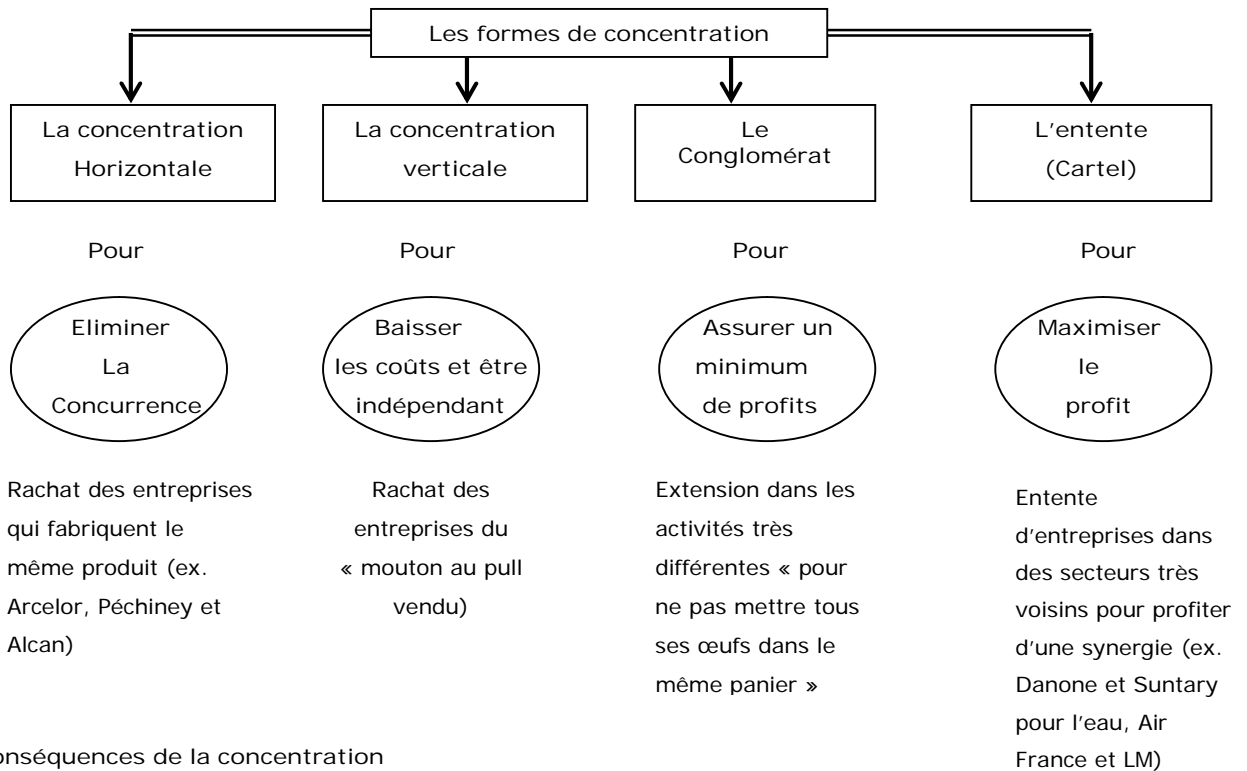 Les formes de concentration
La concentration
Horizontale
La concentration
verticale
Le
Conglomérat
L'entente
(Cartel)
Pour
Pour
Pour
Pour
Eliminer
La
Concurrence
Baisser
les coûts et être
indépendant
Assurer un
minimum
de profits
Maximiser
le
profit
Rachat des entreprises
qui fabriquent le
même produit (ex.
Arcelor, Péchiney et
Alcan)
Rachat des
entreprises du
« mouton au pull
vendu)
Extension dans les
activités très
différentes « pour
ne pas mettre tous
ses œufs dans le
même panier »
Entente
d'entreprises dans
des secteurs très
voisins pour profiter
d'une synergie (ex.
Danone et Suntary
pour l'eau, Air
France et LM)
onséquences de la concentration